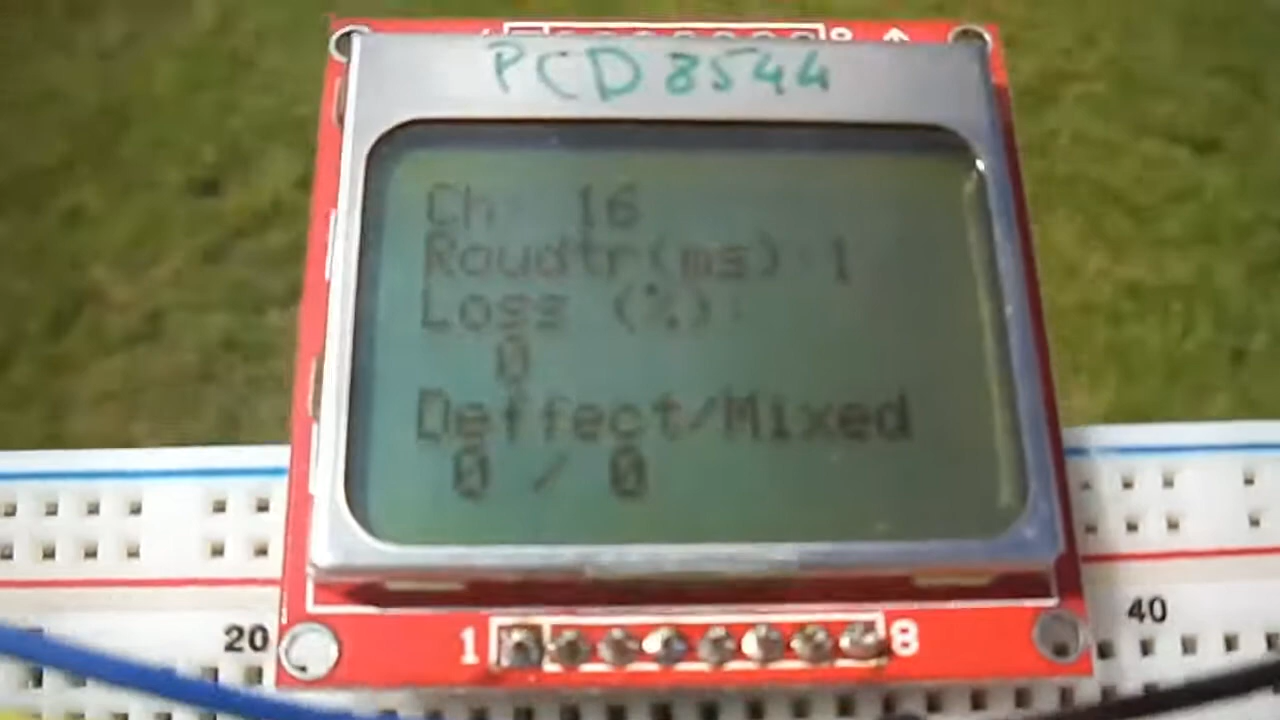 PCD8544
Ch 16
Roudtr(ms):1
Loss (%):
0
Deffect/Mixed
0 / 0
1 8
20
40